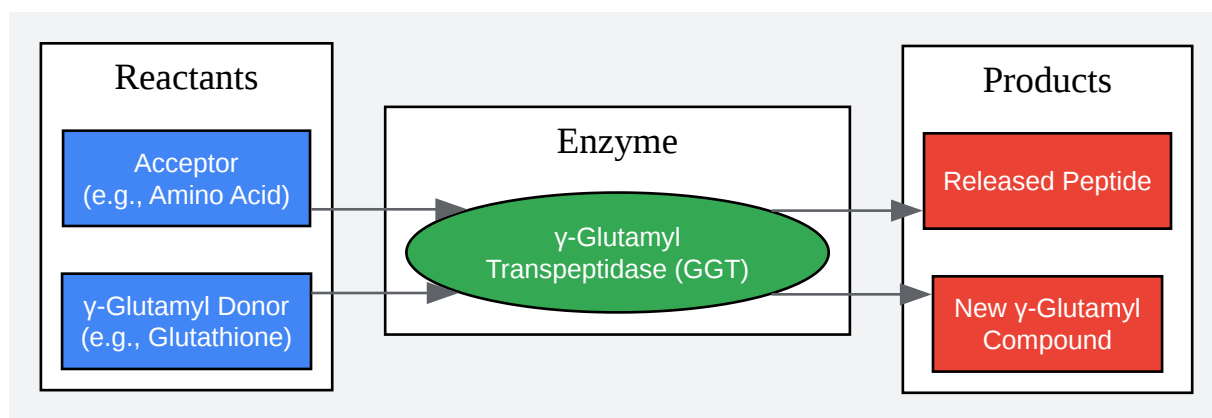 Reactants
Acceptor
(e.g., Amino Acid)
γ-Glutamyl Donor
(e.g., Glutathione)
Enzyme
γ-Glutamyl
Transpeptidase (GGT)
Products
Released Peptide
New γ-Glutamyl
Compound